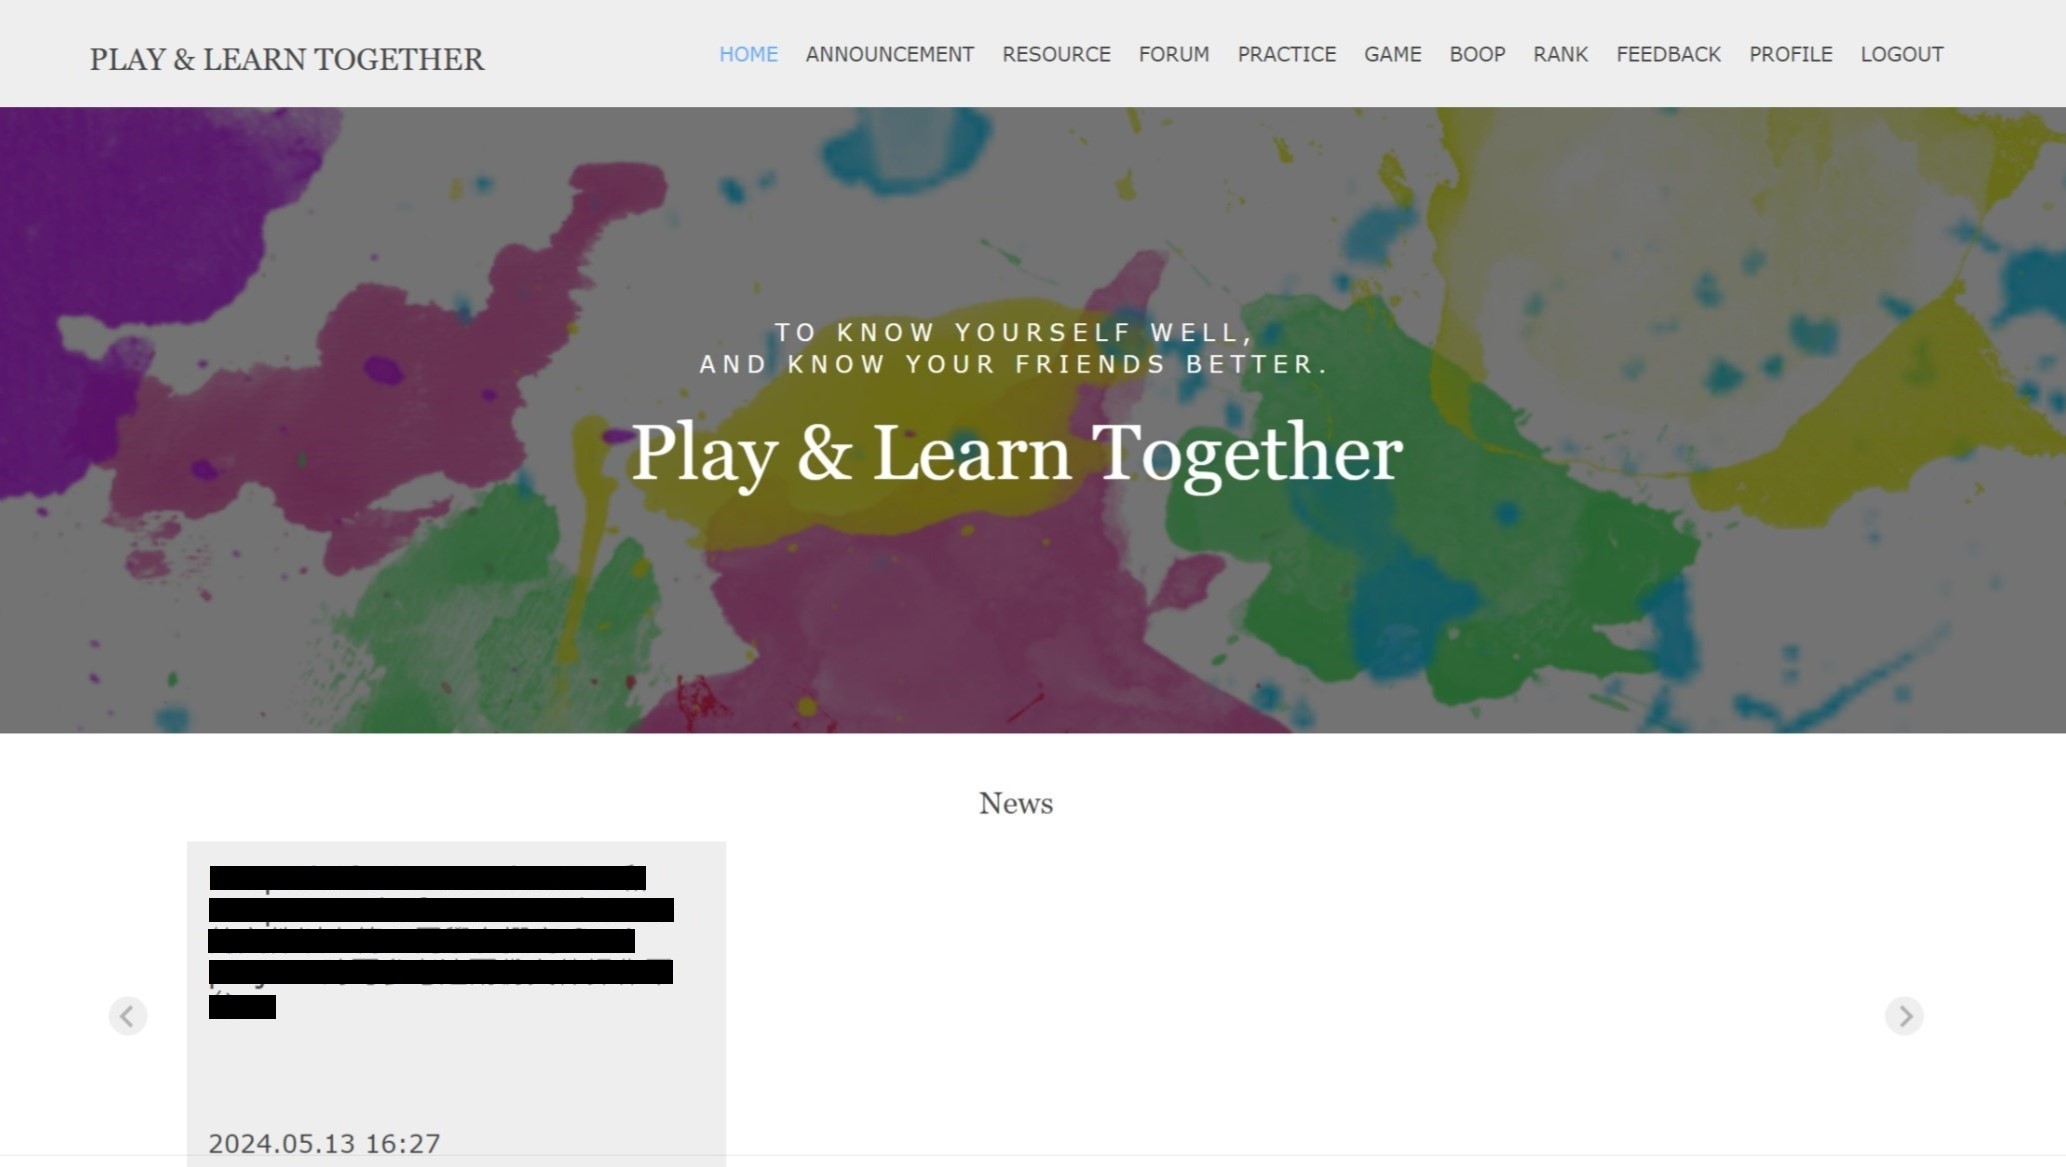 PLAY & LEARN TOGETHER
HOME ANNOUNCEMENT RESOURCE FORUM PRACTICE GAME BOOP RANK FEEDBACK PROFILE LOGOUT
TO KNOW YOURSELF WELL,
AND KNOW YOUR FRIENDS BETTER.
Play & Learn Together
News
2024.05.13 16:27